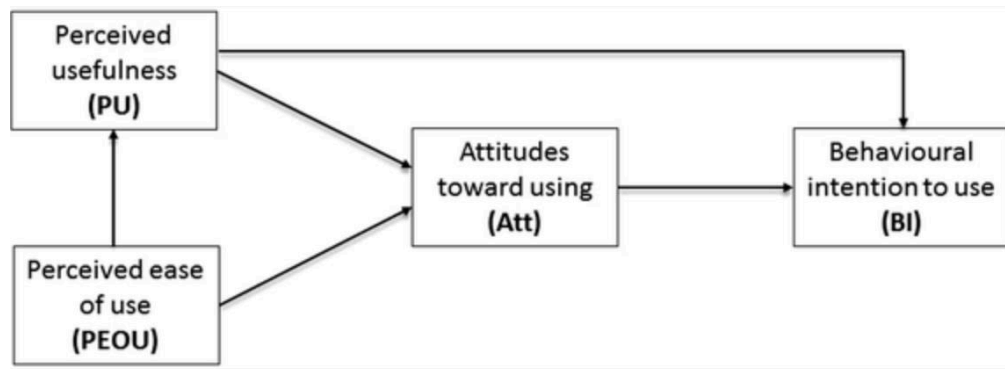 Perceived
usefulness
(PU)
Attitudes
toward using
(Att)
Behavioural
intention to use
(BI)
Perceived ease
of use
(PEOU)